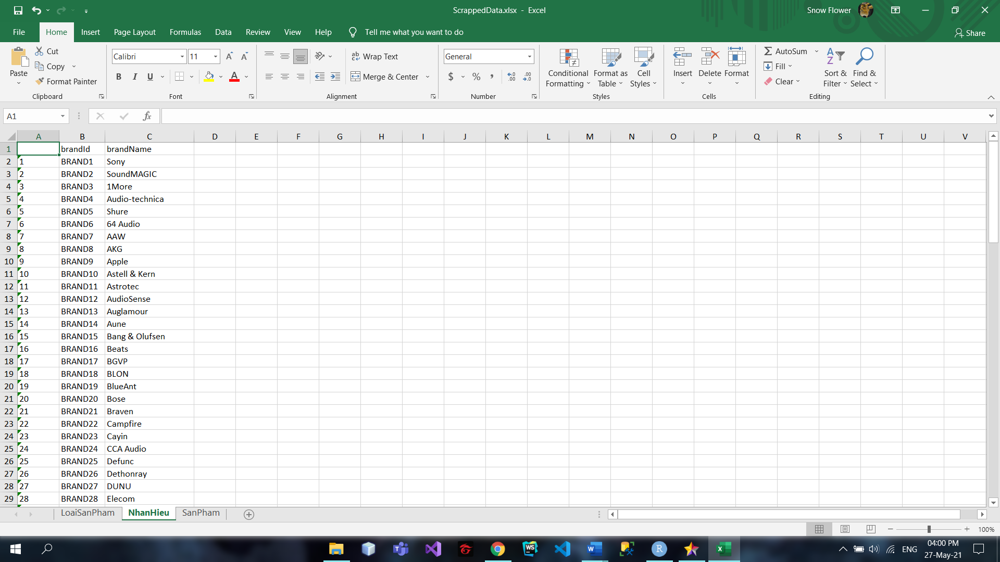 ScrappedData.xlsx - Excel
Snow Flower
File Home Insert Page Layout Formulas Data Review View Help Tell me what you want to do
Share
Paste
Cut
Copy
Format Painter
Clipboard
Calibri 11
B I U A
Font
Wrap Text
Merge & Center
Alignment
General
$ % ,
Number
Conditional Formatting
Format as Table
Cell Styles
Styles
Insert
Delete
Format
Cells
AutoSum
Fill
Clear
Sort & Filter
Find & Select
Editing
A1
fx
A B C D E F G H I J K L M N O P Q R S T U V
1 brandId brandName
2 1 BRAND1 Sony
3 2 BRAND2 SoundMAGIC
4 3 BRAND3 1More
5 4 BRAND4 Audio-technica
6 5 BRAND5 Shure
7 6 BRAND6 64 Audio
8 7 BRAND7 AAW
9 8 BRAND8 AKG
10 9 BRAND9 Apple
11 10 BRAND10 Astell & Kern
12 11 BRAND11 Astrotec
13 12 BRAND12 AudioSense
14 13 BRAND13 Auglamour
15 14 BRAND14 Aune
16 15 BRAND15 Bang & Olufsen
17 16 BRAND16 Beats
18 17 BRAND17 BGVP
19 18 BRAND18 BLON
20 19 BRAND19 BlueAnt
21 20 BRAND20 Bose
22 21 BRAND21 Braven
23 22 BRAND22 Campfire
24 23 BRAND23 Cayin
25 24 BRAND24 CCA Audio
26 25 BRAND25 Defunc
27 26 BRAND26 Dethonray
28 27 BRAND27 DUNU
29 28 BRAND28 Elecom
LoaiSanPham NhanHieu SanPham
100%
ENG
04:00 PM
27-May-21